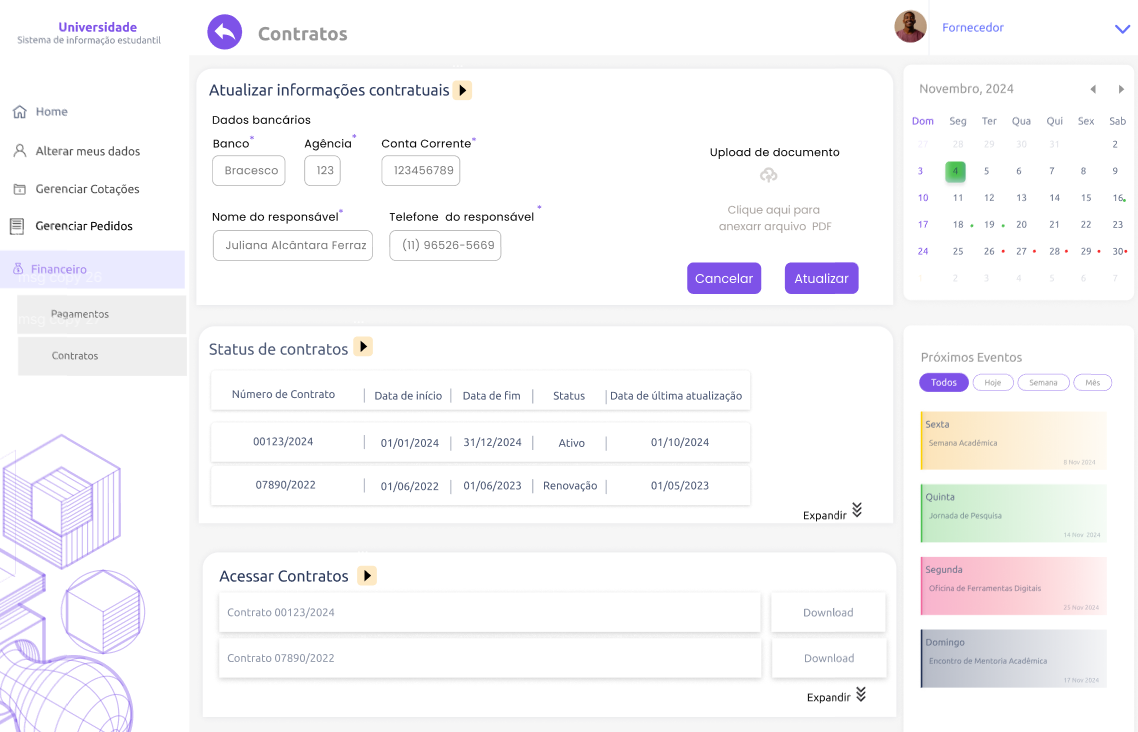 Universidade
Sistema de informação estudantil
Home
Alterar meus dados
Gerenciar Cotações
Gerenciar Pedidos
Financeiro
msg copy 28
Pagamentos
Contratos
Contratos
Fornecedor
Atualizar informações contratuais
Dados bancários
Banco* Agência* Conta Corrente*
Bracesco 123 123456789
Nome do responsável* Telefone do responsável *
Juliana Alcântara Ferraz (11) 96526-5669
Upload de documento
Clique aqui para
anexarr arquivo PDF
Cancelar Atualizar
Status de contratos
Número de Contrato | Data de início | Data de fim | Status | Data de última atualização
00123/2024 | 01/01/2024 | 31/12/2024 | Ativo | 01/10/2024
07890/2022 | 01/06/2022 | 01/06/2023 | Renovação | 01/05/2023
Expandir
Acessar Contratos
Contrato 00123/2024 Download
Contrato 07890/2022 Download
Expandir
Novembro, 2024
Dom Seg Ter Qua Qui Sex Sab
27 28 29 30 31 2
3 4 5 6 7 8 9
10 11 12 13 14 15 16
17 18 19 20 21 22 23
24 25 26 27 28 29 30
1 2 3 4 5 6 7
Próximos Eventos
Todos Hoje Semana Mês
Sexta
Semana Académica
8 Nov 2024
Quinta
Jornada de Pesquisa
14 Nov 2024
Segunda
Oficina de Ferramentas Digitais
25 Nov 2024
Domingo
Encontro de Mentoria Acadêmica
17 Nov 2024